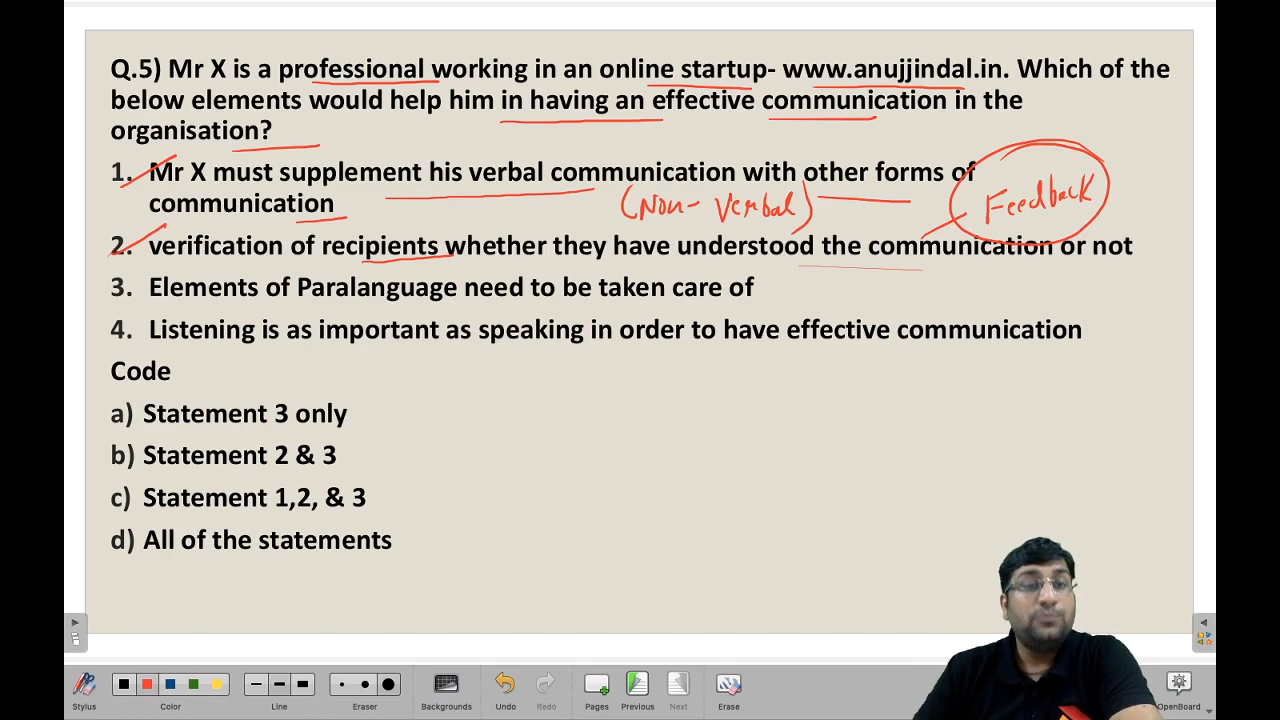 Q.5) Mr X is a professional working in an online startup- www.anujjindal.in. Which of the
below elements would help him in having an effective communication in the
organisation?
1. Mr X must supplement his verbal communication with other forms of
communication
(Non-Verbal)
Feedback
2. verification of recipients whether they have understood the communication or not
3. Elements of Paralanguage need to be taken care of
4. Listening is as important as speaking in order to have effective communication
Code
a) Statement 3 only
b) Statement 2 & 3
c) Statement 1,2, & 3
d) All of the statements
Stylus Color Line Eraser Backgrounds Undo Redo Pages Previous Next Erase OpenBoard